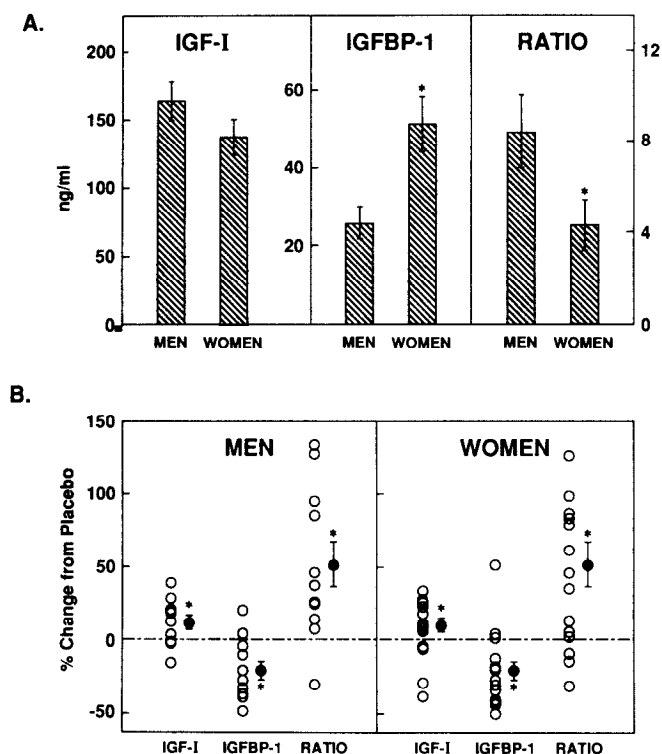 A.
IGF-I IGFBP-1 RATIO
200
150
100
50
0
ng/ml
60
40
20
12
8
4
0
MEN WOMEN MEN WOMEN MEN WOMEN
* *
B.
MEN WOMEN
150
100
50
0
-50
% Change from Placebo
* * * * * *
IGF-I IGFBP-1 RATIO IGF-I IGFBP-1 RATIO